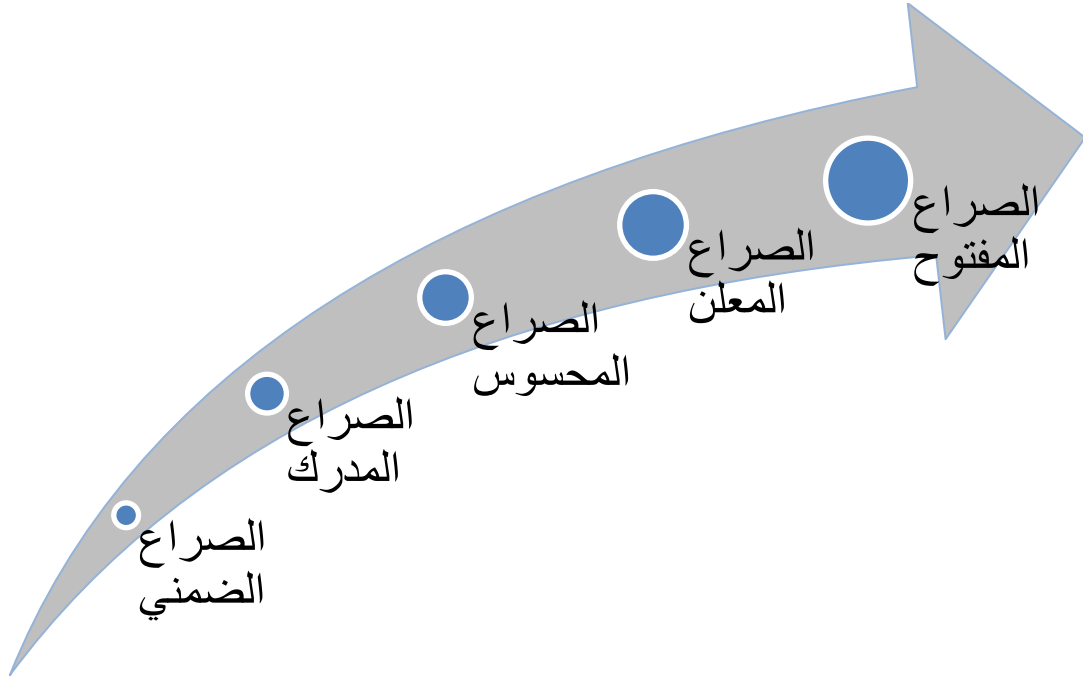 الصراع
الضمني
الصراع
المدرك
الصراع
المحسوس
الصراع
المعلن
الصراع
المفتوح